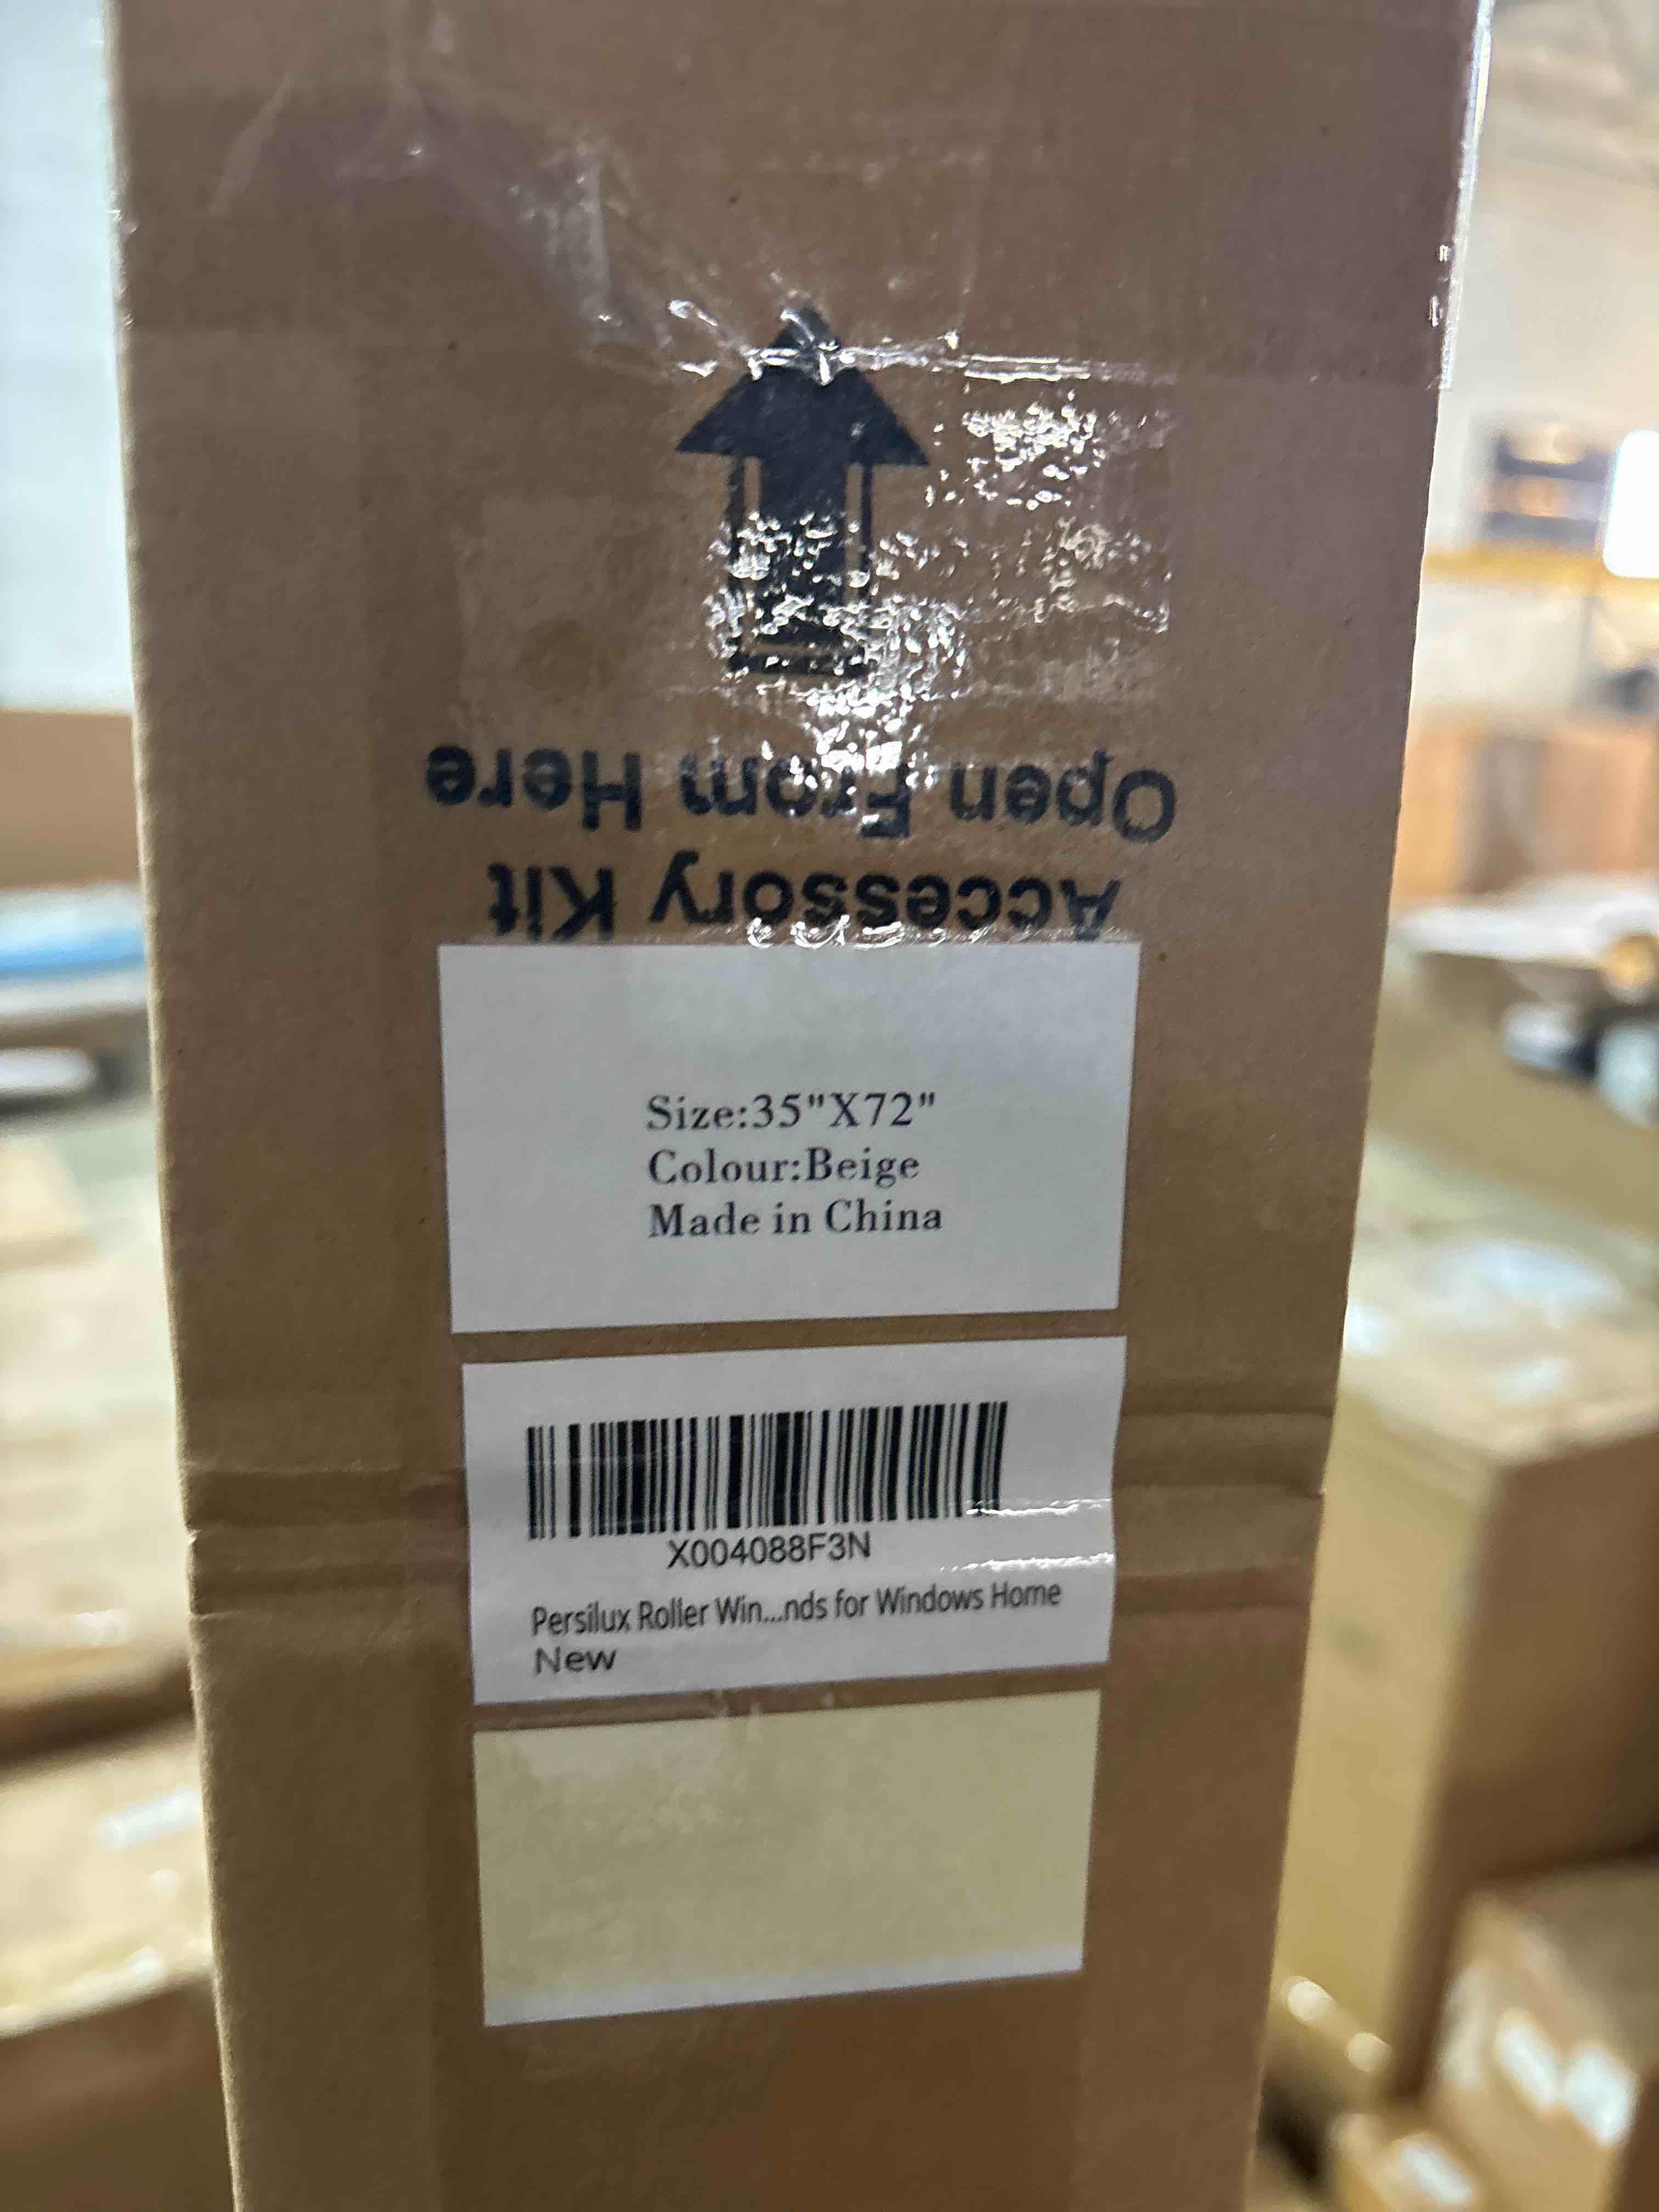 Accessory Kit
Open From Here
Size:35"X72"
Colour:Beige
Made in China
X004088F3N
Persilux Roller Win...nds for Windows Home
New